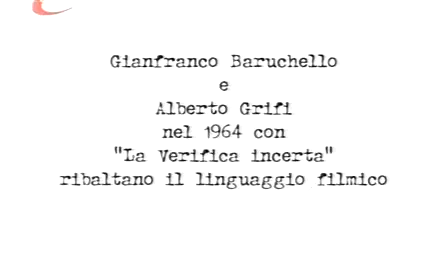 Gianfranco Baruchello
e
Alberto Grifi
nel 1964 con
"La Verifica incerta"
ribaltano il linguaggio filmico